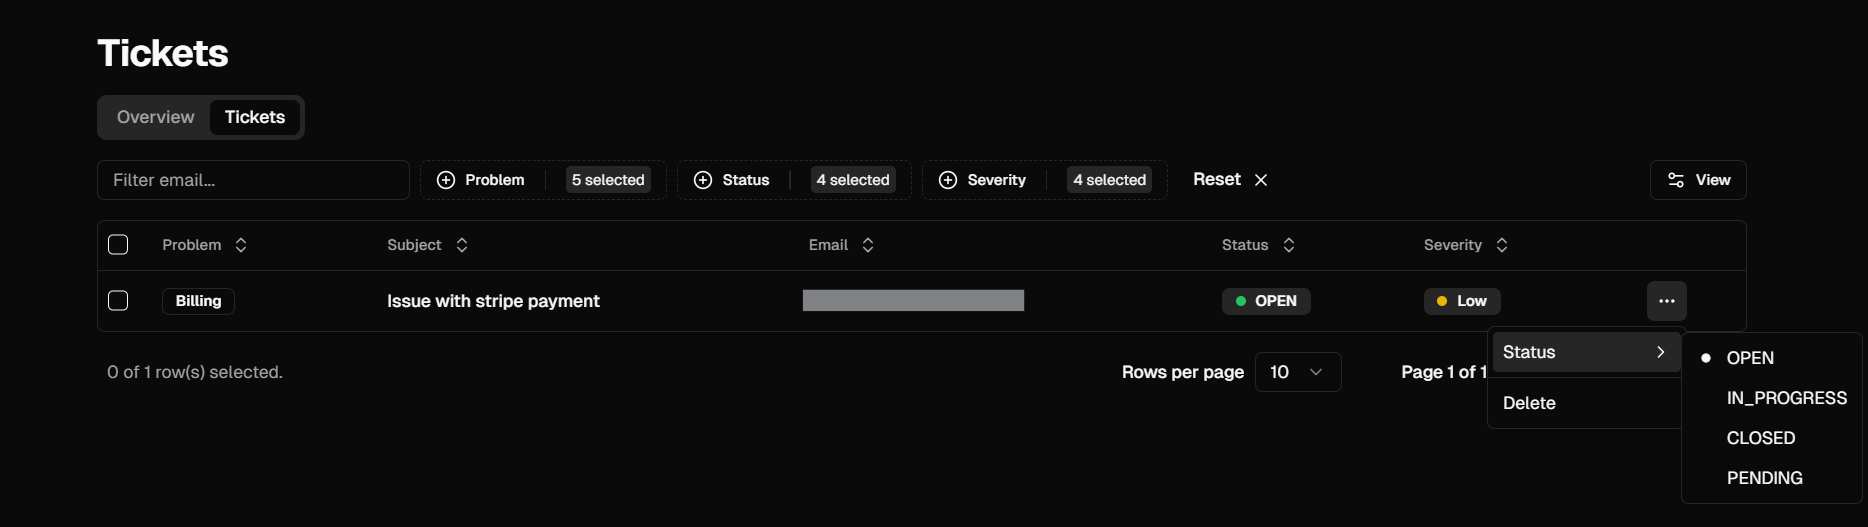 Tickets
Overview Tickets
Filter email... Problem 5 selected Status 4 selected Severity 4 selected Reset View
Problem Subject Email Status Severity
Billing Issue with stripe payment OPEN Low
0 of 1 row(s) selected. Rows per page 10 Page 1 of 1
Status
Delete
OPEN
IN_PROGRESS
CLOSED
PENDING